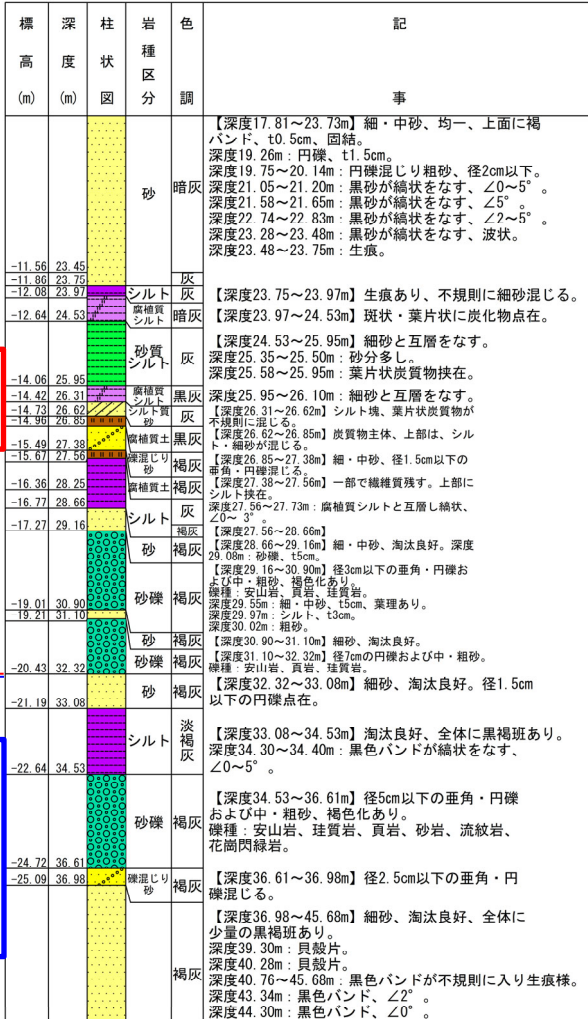 標高(m) 深度(m) 柱状図 岩種区分 色調 記事
-11.56 23.45 砂 暗灰
【深度17.81～23.73m】細・中砂、均一、上面に褐
バンド、t0.5cm、固結。
深度19.26m：円礫、t1.5cm。
深度19.75～20.14m：円礫混じり粗砂、径2cm以下。
深度21.05～21.20m：黒砂が縞状をなす、∠0～5°。
深度21.58～21.65m：黒砂が縞状をなす、∠5°。
深度22.74～22.83m：黒砂が縞状をなす、∠2～5°。
深度23.28～23.48m：黒砂が縞状をなす、波状。
深度23.48～23.75m：生痕。
-11.86 23.75 灰
-12.08 23.97 シルト 灰
【深度23.75～23.97m】生痕あり、不規則に細砂混じる。
-12.64 24.53 腐植質シルト 暗灰
【深度23.97～24.53m】斑状・葉片状に炭化物点在。
-14.06 25.95 砂質シルト 灰
【深度24.53～25.95m】細砂と互層をなす。
深度25.35～25.50m：砂分多し。
深度25.58～25.95m：葉片状炭質物挟在。
-14.42 26.31 腐植質シルト 黒灰
深度25.95～26.10m：細砂と互層をなす。
-14.73 26.62 シルト質砂 灰
【深度26.31～26.62m】シルト塊、葉片状炭質物が
不規則に混じる。
-14.96 26.85 腐植質土 黒灰
【深度26.62～26.85m】炭質物主体、上部は、シル
ト・細砂が混じる。
-15.49 27.38 礫混じり砂 褐灰
【深度26.85～27.38m】細・中砂、径1.5cm以下の
亜角・円礫混じる。
-15.67 27.56 腐植質土 褐灰
【深度27.38～27.56m】一部で繊維質残す。上部に
シルト挟在。
-16.36 28.25 シルト 灰
深度27.56～27.73m：腐植質シルトと互層し縞状、
∠0～ 3°。
-16.77 28.66 褐灰
【深度27.56～28.66m】
-17.27 29.16 砂 褐灰
【深度28.66～29.16m】細・中砂、淘汰良好。深度
29.08m：砂礫、t5cm。
-19.01 30.90 砂礫 褐灰
【深度29.16～30.90m】径3cm以下の亜角・円礫お
よび中・粗砂、褐色化あり。
礫種：安山岩、頁岩、珪質岩。
深度29.55m：細・中砂、t5cm、葉理あり。
深度29.97m：シルト、t3cm。
深度30.02m：粗砂。
-19.21 31.10 砂 褐灰
【深度30.90～31.10m】細砂、淘汰良好。
-20.43 32.32 砂礫 褐灰
【深度31.10～32.32m】径7cmの円礫および中・粗砂。
礫種：安山岩、頁岩、珪質岩。
-21.19 33.08 砂 褐灰
【深度32.32～33.08m】細砂、淘汰良好。径1.5cm
以下の円礫点在。
-22.64 34.53 シルト 淡褐灰
【深度33.08～34.53m】淘汰良好、全体に黒褐斑あり。
深度34.30～34.40m：黒色バンドが縞状をなす、
∠0～5°。
-24.72 36.61 砂礫 褐灰
【深度34.53～36.61m】径5cm以下の亜角・円礫
および中・粗砂、褐色化あり。
礫種：安山岩、珪質岩、頁岩、砂岩、流紋岩、
花崗閃緑岩。
-25.09 36.98 礫混じり砂 褐灰
【深度36.61～36.98m】径2.5cm以下の亜角・円
礫混じる。
褐灰
【深度36.98～45.68m】細砂、淘汰良好、全体に
少量の黒褐斑あり。
深度39.30m：貝殻片。
深度40.28m：貝殻片。
深度40.76～45.68m：黒色バンドが不規則に入り生痕様。
深度43.34m：黒色バンド、∠2°。
深度44.30m：黒色バンド、∠0°。